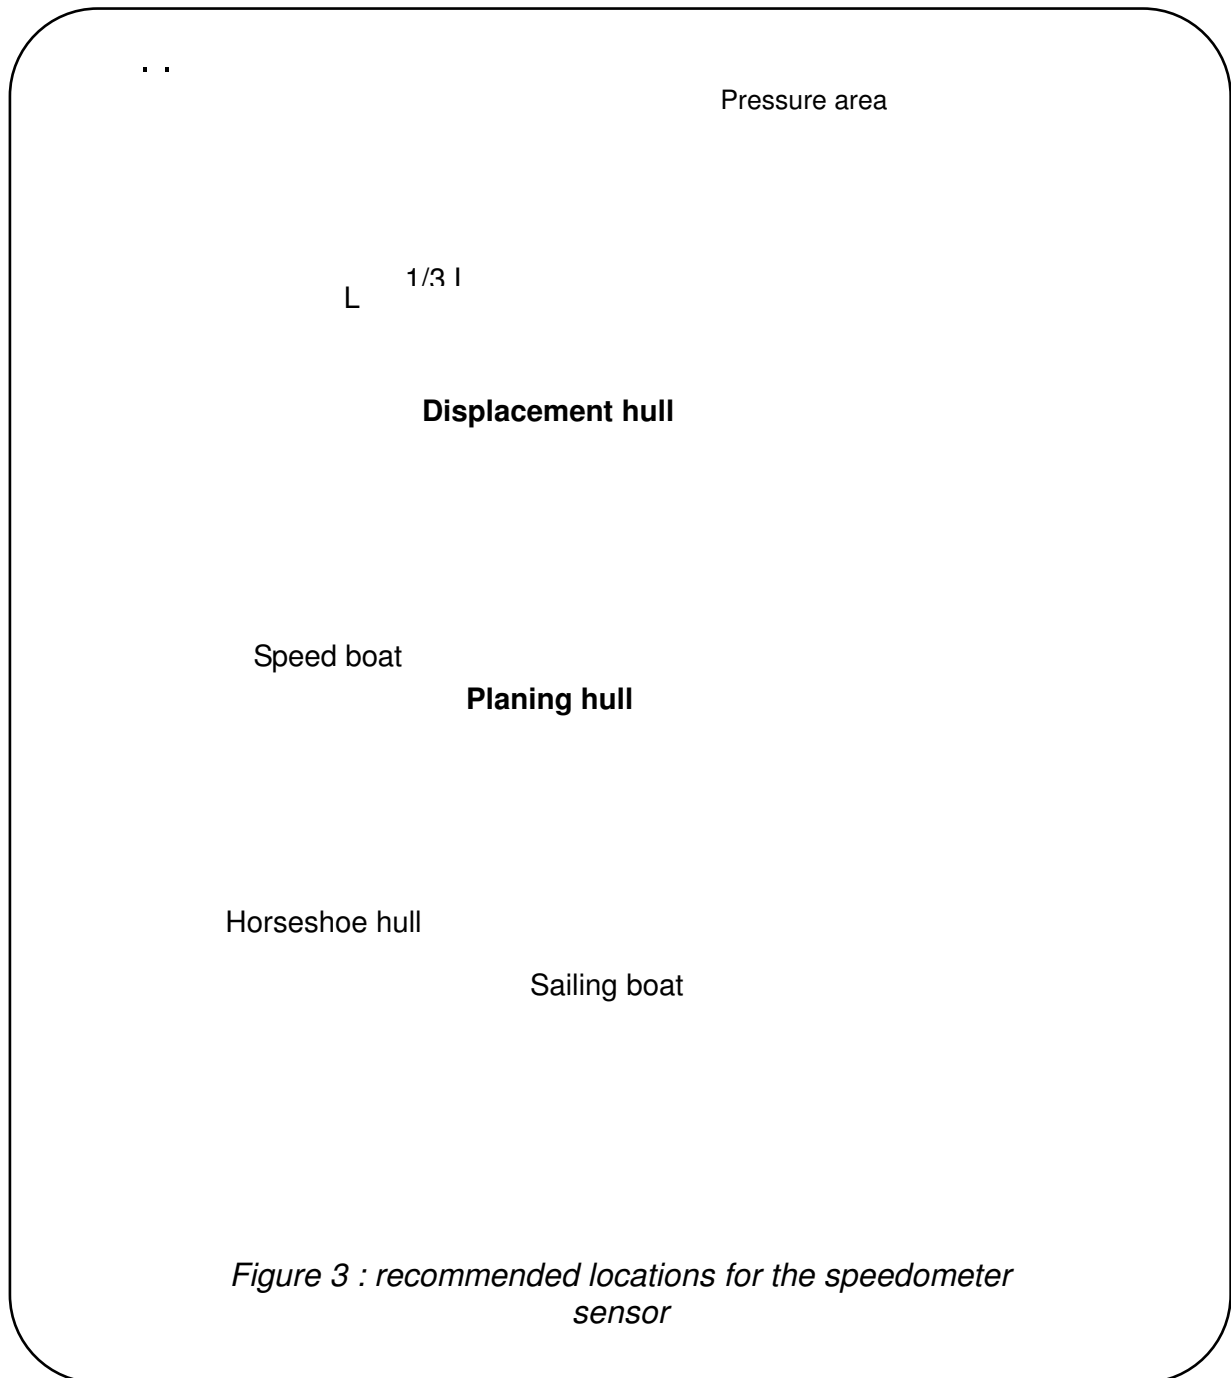 Pressure area
1/3 L
L
Displacement hull
Speed boat
Planing hull
Horseshoe hull
Sailing boat
Figure 3 : recommended locations for the speedometer
sensor